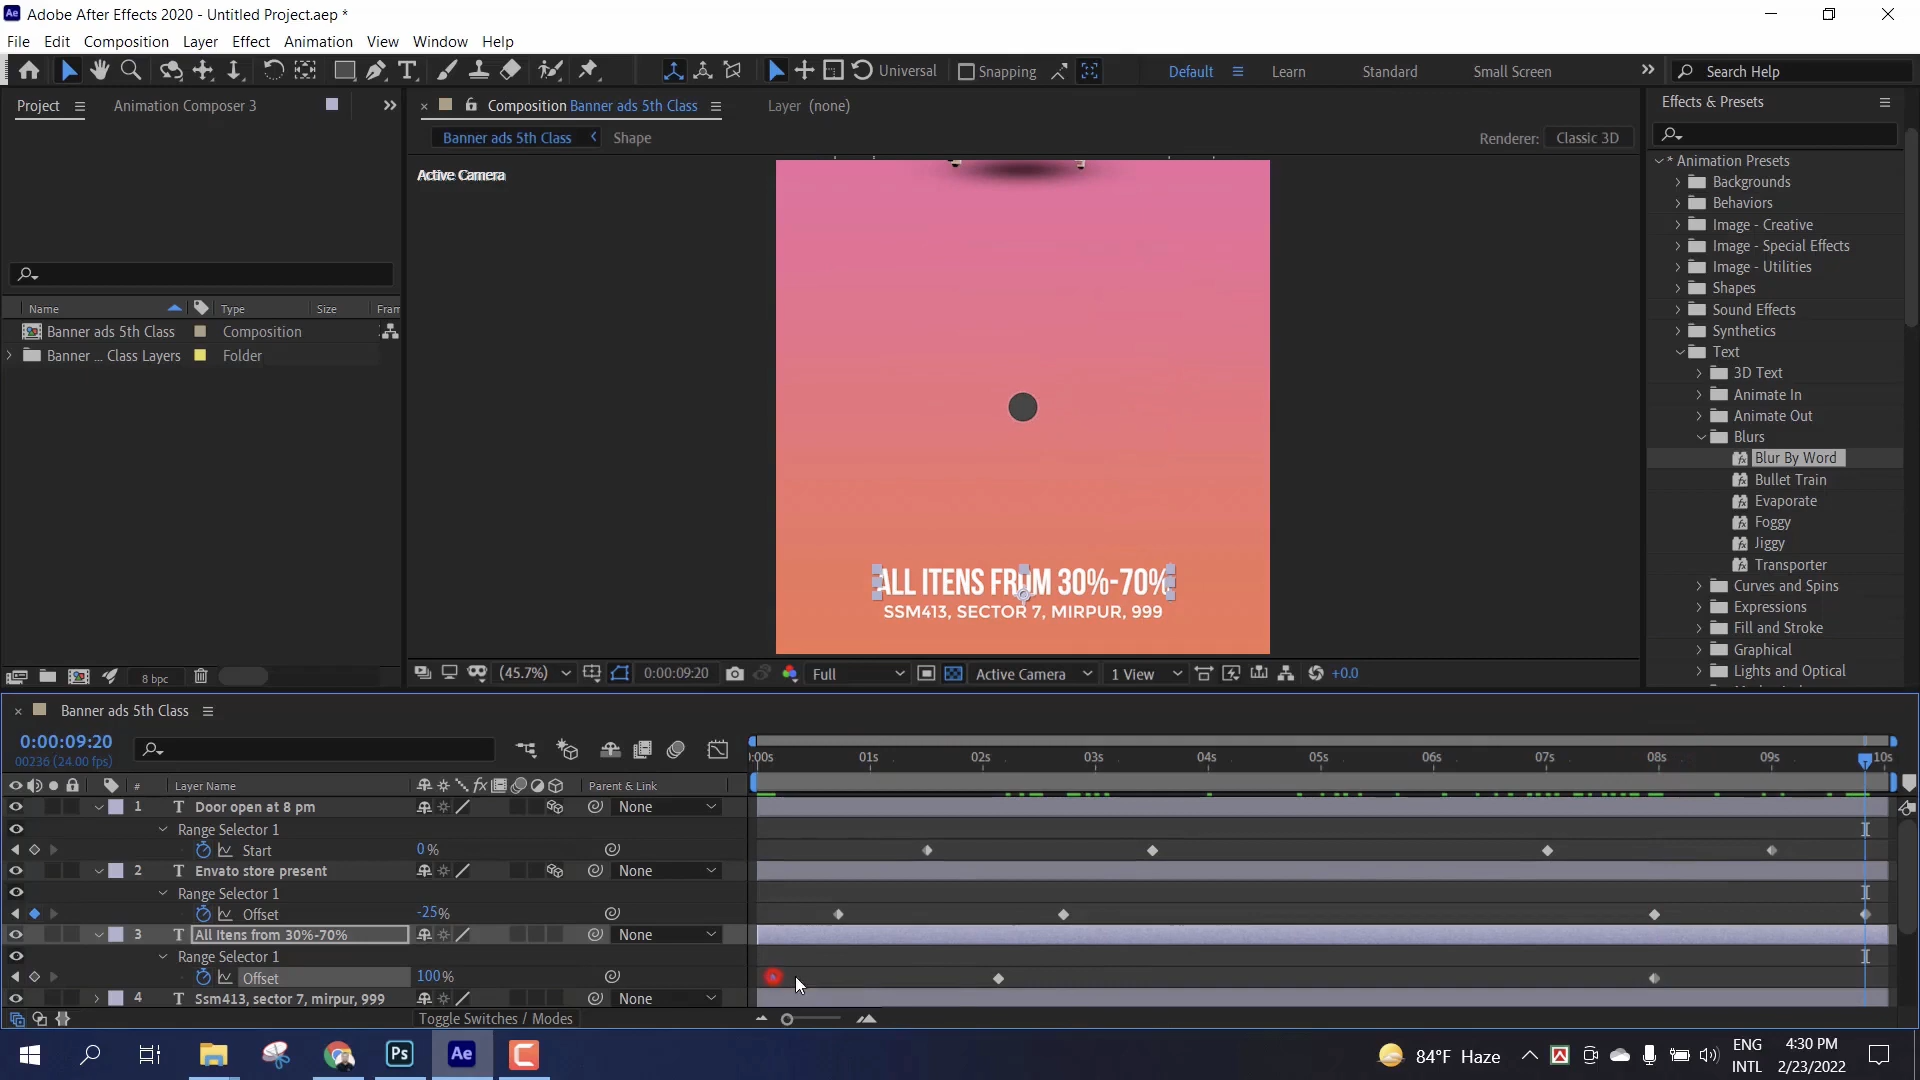 Adobe After Effects 2020 - Untitled Project.aep *
File Edit Composition Layer Effect Animation View Window Help
Universal Snapping Default Learn Standard Small Screen Search Help
Project Animation Composer 3
Composition Banner ads 5th Class Layer (none)
Effects & Presets
Banner ads 5th Class Shape Renderer: Classic 3D
Active Camera
Name Type Size Fram
Banner ads 5th Class Composition
Banner ... Class Layers Folder
* Animation Presets
Backgrounds
Behaviors
Image - Creative
Image - Special Effects
Image - Utilities
Shapes
Sound Effects
Synthetics
Text
3D Text
Animate In
Animate Out
Blurs
Blur By Word
Bullet Train
Evaporate
Foggy
Jiggy
Transporter
Curves and Spins
Expressions
Fill and Stroke
Graphical
Lights and Optical
ALL ITENS FROM 30%-70%
SSM413, SECTOR 7, MIRPUR, 999
8 bpc
(45.7%) 0:00:09:20 Full Active Camera 1 View +0.0
Banner ads 5th Class
0:00:09:20
00236 (24.00 fps)
:00s 01s 02s 03s 04s 05s 06s 07s 08s 09s 10s
# Layer Name Parent & Link
1 T Door open at 8 pm None
Range Selector 1
Start 0%
2 T Envato store present None
Range Selector 1
Offset -25%
3 T All Itens from 30%-70% None
Range Selector 1
Offset 100%
4 T Ssm413, sector 7, mirpur, 999 None
Toggle Switches / Modes
Ps Ae C
84°F Haze
ENG
INTL
4:30 PM
2/23/2022